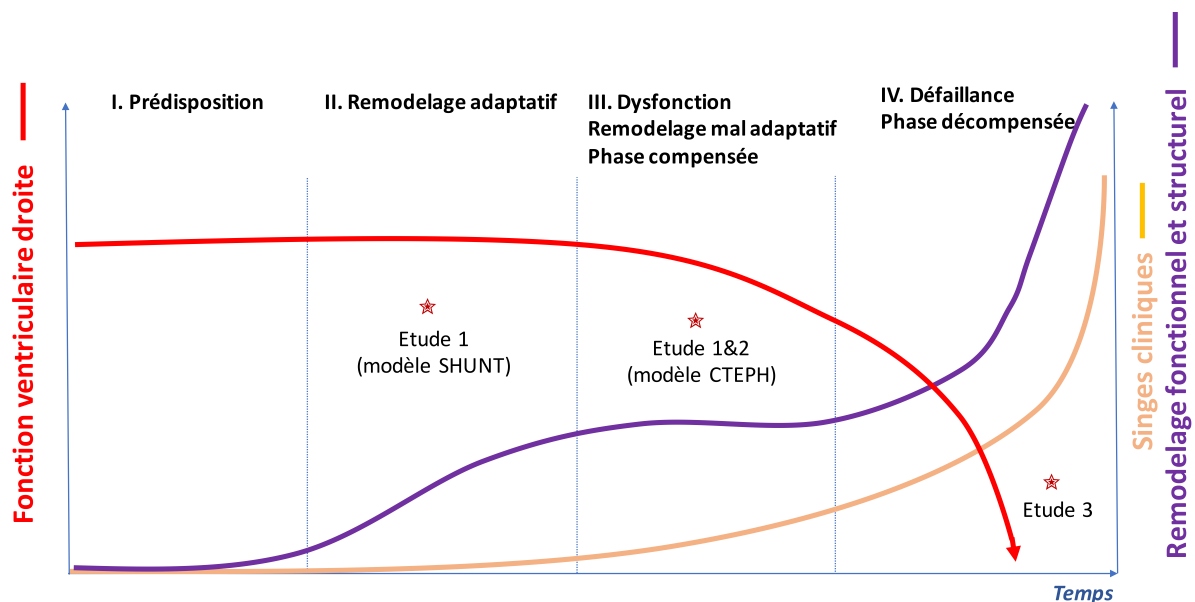 Fonction ventriculaire droite
I. Prédisposition
II. Remodelage adaptatif
III. Dysfonction
Remodelage mal adaptatif
Phase compensée
IV. Défaillance
Phase décompensée
Etude 1
(modèle SHUNT)
Etude 1&2
(modèle CTEPH)
Etude 3
Temps
Singes cliniques
Remodelage fonctionnel et structurel